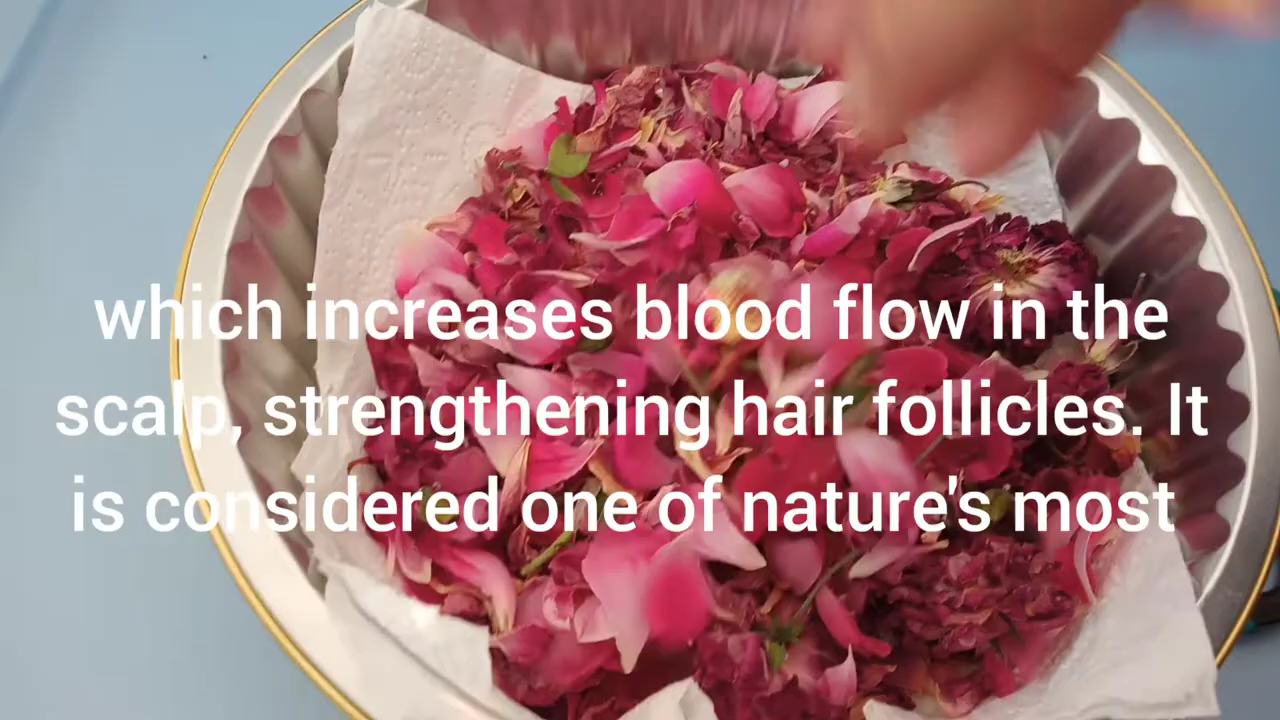 which increases blood flow in the
scalp, strengthening hair follicles. It
is considered one of nature's most